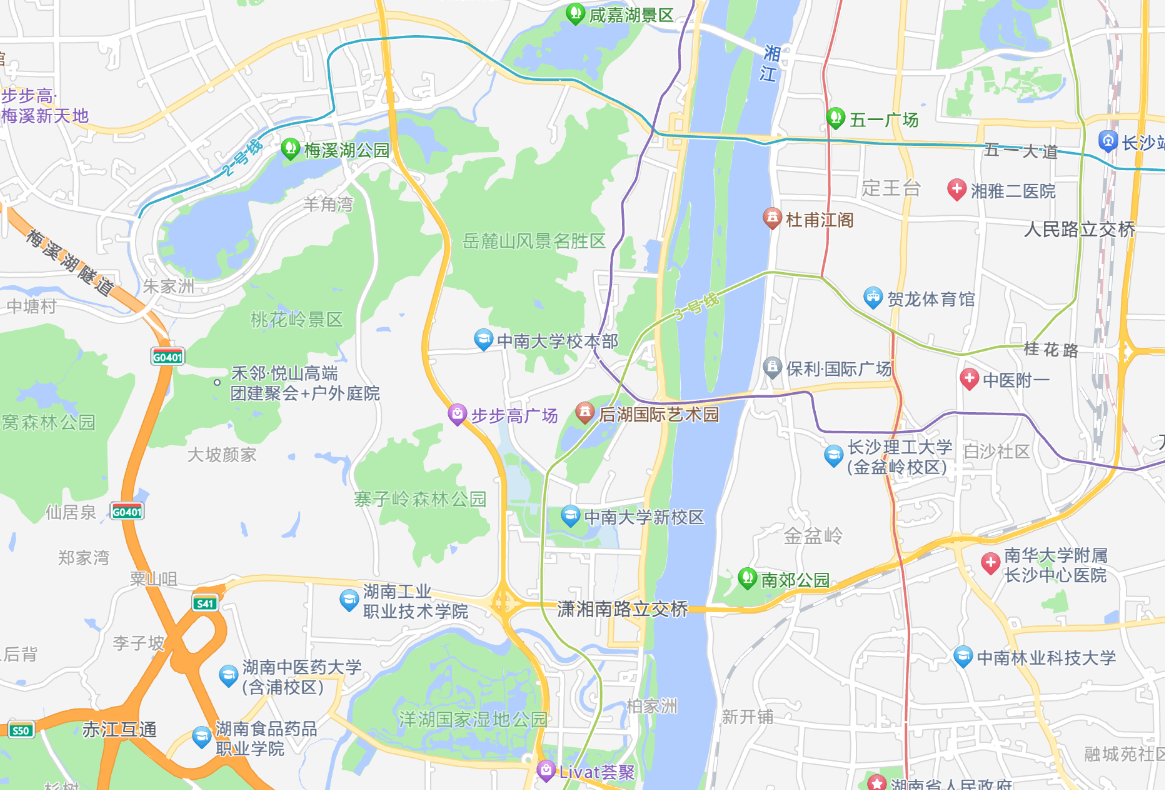 咸嘉湖景区
湘江
步步高·
梅溪新天地
五一广场
2号线
梅溪湖公园
五一大道
长沙站
定王台
湘雅二医院
羊角湾
杜甫江阁
岳麓山风景名胜区
人民路立交桥
梅溪湖隧道
朱家洲
中塘村
3号线
贺龙体育馆
桃花岭景区
中南大学校本部
桂花路
G0401
保利·国际广场
禾邻·悦山高端
团建聚会+户外庭院
中医附一
步步高广场
后湖国际艺术园
窝森林公园
大坡颜家
长沙理工大学
(金盆岭校区)
白沙社区
寨子岭森林公园
仙居泉
G0401
中南大学新校区
金盆岭
郑家湾
粟山咀
南华大学附属
长沙中心医院
南郊公园
湖南工业
职业技术学院
S41
潇湘南路立交桥
李子坡
后背
湖南中医药大学
(含浦校区)
中南林业科技大学
柏家洲
新开铺
洋湖国家湿地公园
S50
赤江互通
湖南食品药品
职业学院
融城苑社区
Livat荟聚
湖南省人民政府